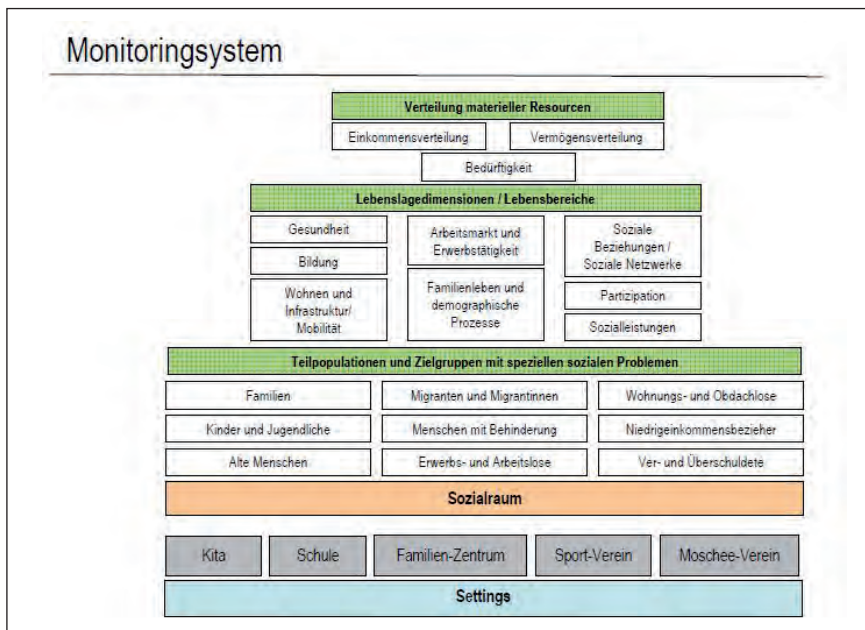 Monitoringsystem
Verteilung materieller Resourcen
Einkommensverteilung
Vermögensverteilung
Bedürftigkeit
Lebenslagedimensionen / Lebensbereiche
Gesundheit
Bildung
Wohnen und
Infrastruktur/
Mobilität
Arbeitsmarkt und
Erwerbstätigkeit
Familienleben und
demographische
Prozesse
Soziale
Beziehungen /
Soziale Netzwerke
Partizipation
Sozialleistungen
Teilpopulationen und Zielgruppen mit speziellen sozialen Problemen
Familien
Migranten und Migrantinnen
Wohnungs- und Obdachlose
Kinder und Jugendliche
Menschen mit Behinderung
Niedrigeinkommensbezieher
Alte Menschen
Erwerbs- und Arbeitslose
Ver- und Überschuldete
Sozialraum
Kita
Schule
Familien-Zentrum
Sport-Verein
Moschee-Verein
Settings